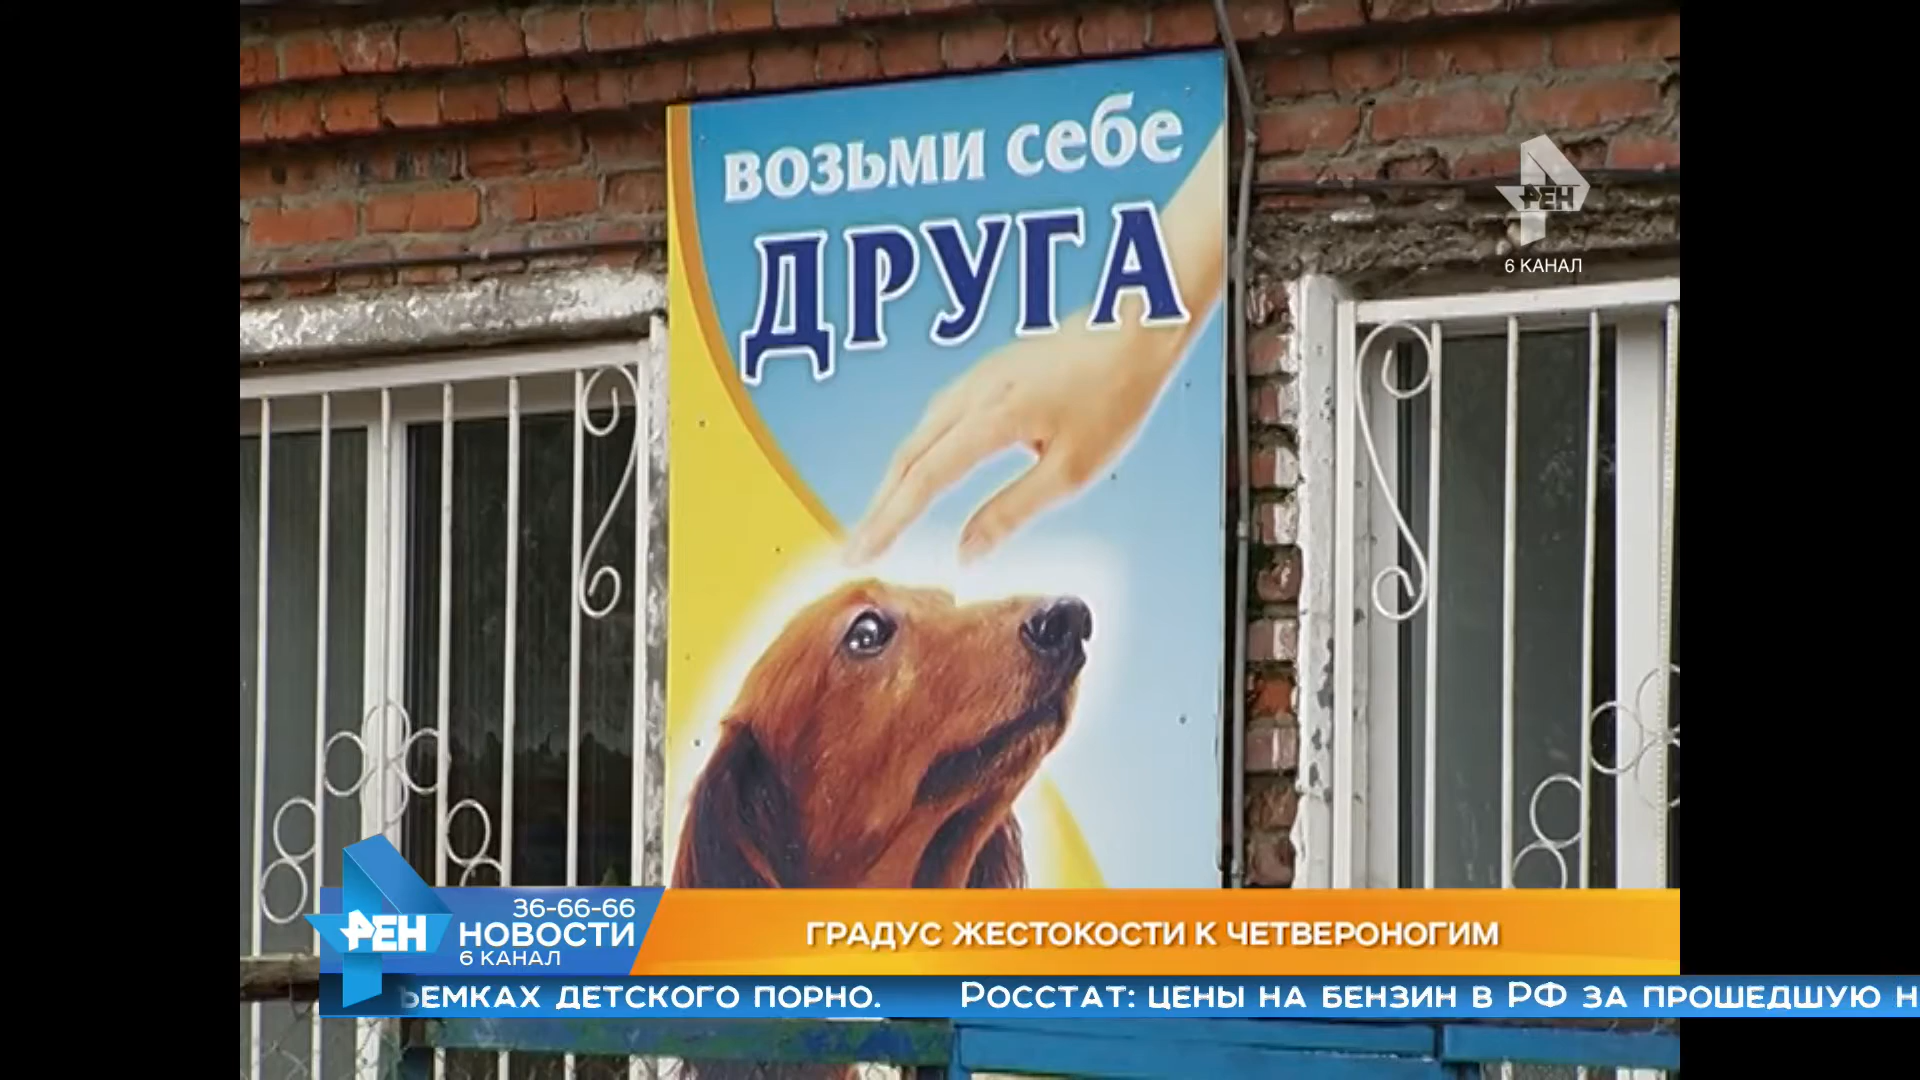 возьми себе
ДРУГА
РЕН
6 КАНАЛ
36-66-66
РЕН
НОВОСТИ
6 КАНАЛ
ГРАДУС ЖЕСТОКОСТИ К ЧЕТВЕРОНОГИМ
ЪЕМКАХ ДЕТСКОГО ПОРНО. РОССТАТ: ЦЕНЫ НА БЕНЗИН В РФ ЗА ПРОШЕДШУЮ Н